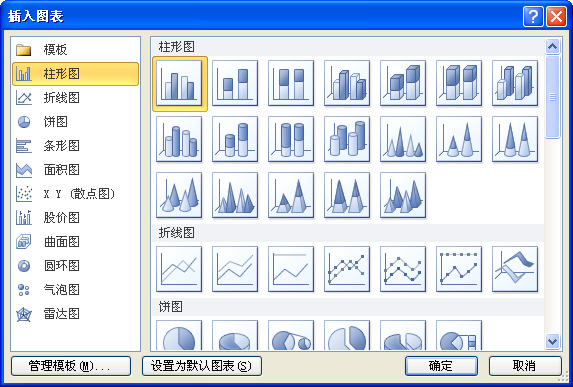 插入图表
模板
柱形图
折线图
饼图
条形图
面积图
X Y (散点图)
股价图
曲面图
圆环图
气泡图
雷达图
柱形图
折线图
饼图
管理模板(M)...
设置为默认图表(S)
确定
取消